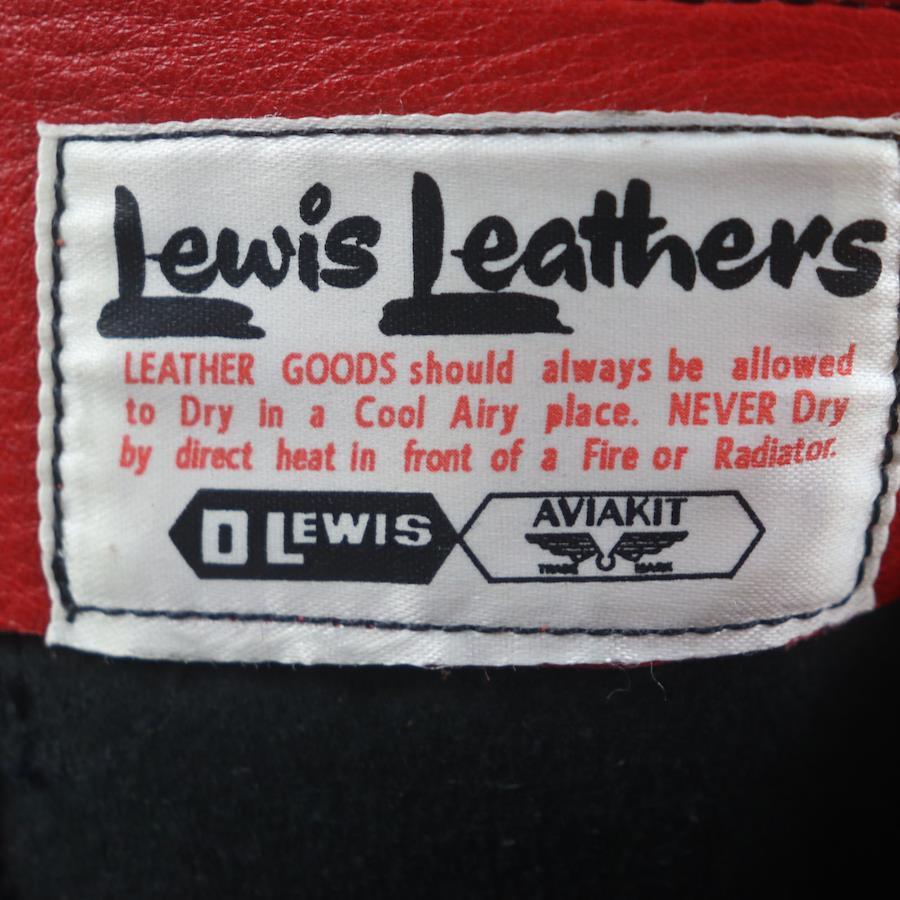 Lewis Leathers
LEATHER GOODS should always be allowed
to Dry in a Cool Airy place. NEVER Dry
by direct heat in front of a Fire or Radiator.
D LEWIS
AVIAKIT
TRADE MARK